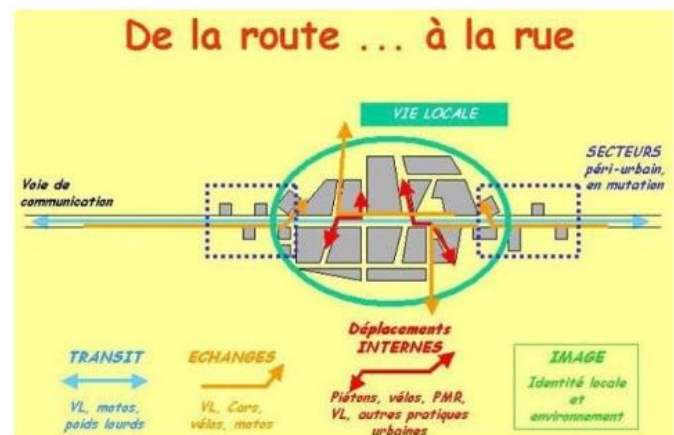 De la route ... à la rue
VIE LOCALE
SECTEURS
péri-urbain,
en mutation
Voie de
communication
TRANSIT
VL, motos,
poids lourds
ECHANGES
VL, Cars,
vélos, motos
Déplacements
INTERNES
Piétons, vélos, PMR,
VL, autres pratiques
urbaines
IMAGE
Identité locale
et
environnement